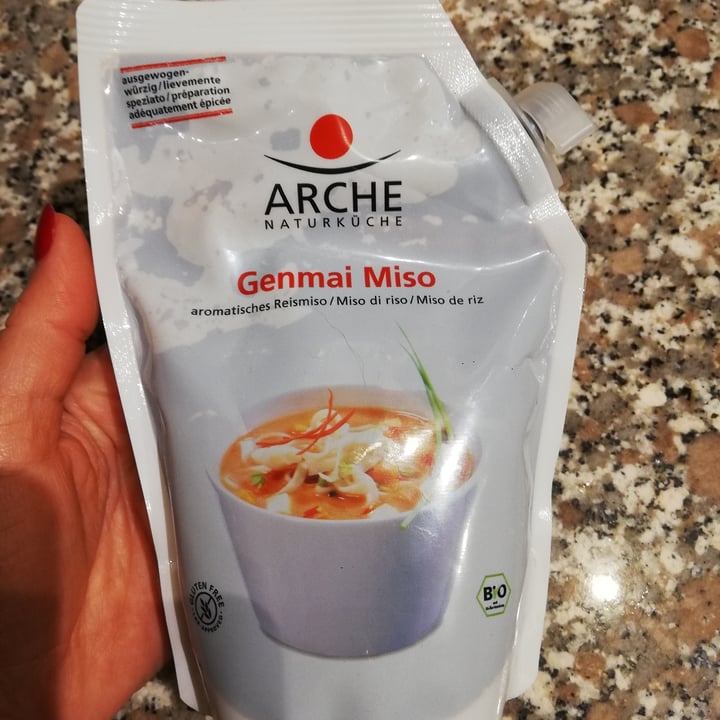 ausgewogen-
würzig/lievemente
speziato/préparation
adéquatement épicée
ARCHE
NATURKÜCHE
Genmai Miso
aromatisches Reismiso/Miso di riso/Miso de riz
GLUTEN FREE
BIO